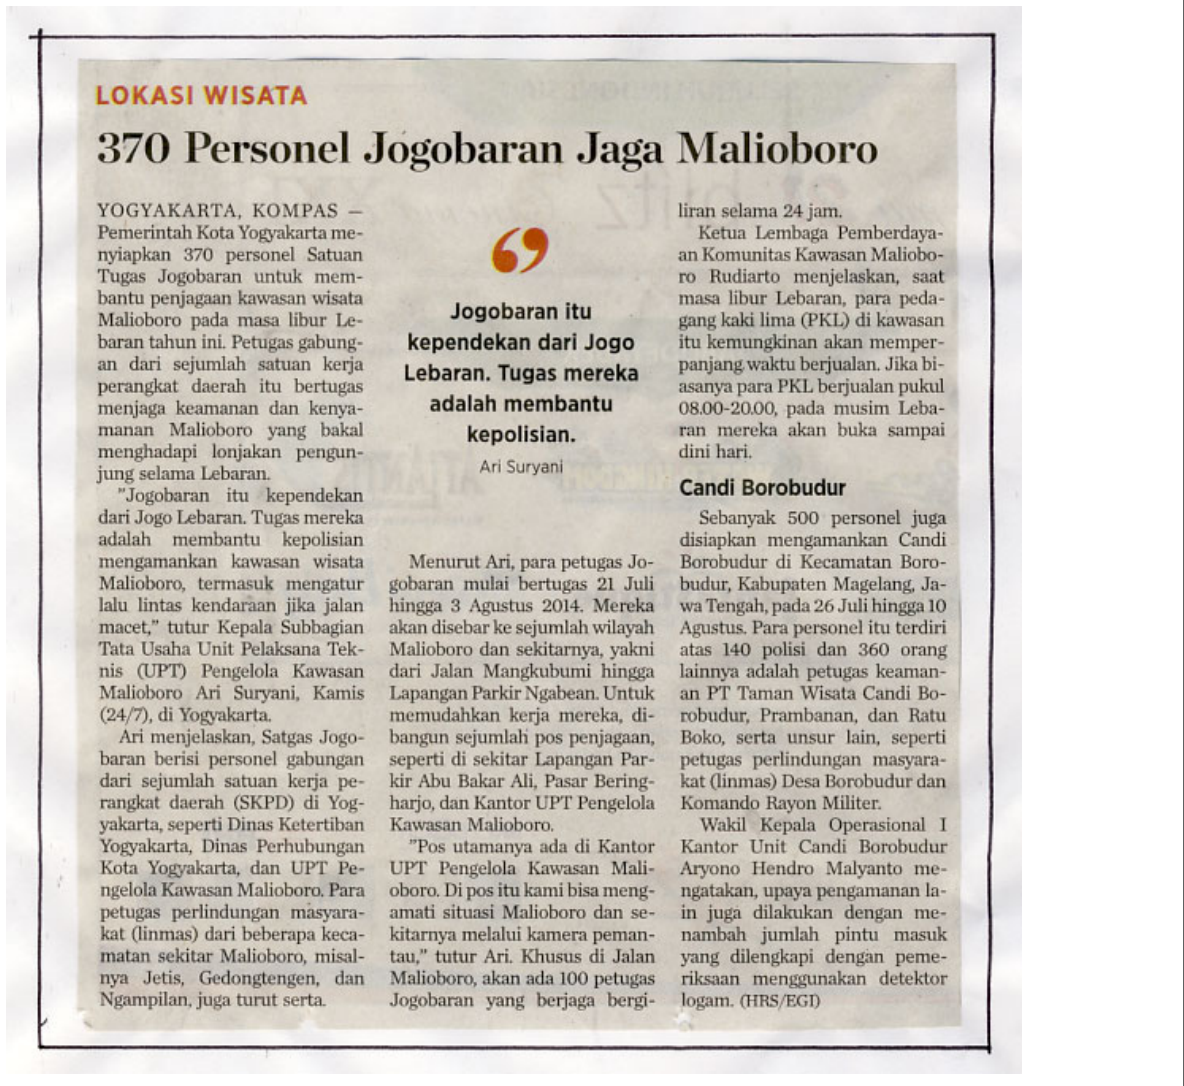 LOKASI WISATA
370 Personel Jogobaran Jaga Malioboro
YOGYAKARTA, KOMPAS —
Pemerintah Kota Yogyakarta me-
nyiapkan 370 personel Satuan
Tugas Jogobaran untuk mem-
bantu penjagaan kawasan wisata
Malioboro pada masa libur Le-
baran tahun ini. Petugas gabung-
an dari sejumlah satuan kerja
perangkat daerah itu bertugas
menjaga keamanan dan kenya-
manan Malioboro yang bakal
menghadapi lonjakan pengun-
jung selama Lebaran.
"Jogobaran itu kependekan
dari Jogo Lebaran. Tugas mereka
adalah membantu kepolisian
mengamankan kawasan wisata
Malioboro, termasuk mengatur
lalu lintas kendaraan jika jalan
macet," tutur Kepala Subbagian
Tata Usaha Unit Pelaksana Tek-
nis (UPT) Pengelola Kawasan
Malioboro Ari Suryani, Kamis
(24/7), di Yogyakarta.
Ari menjelaskan, Satgas Jogo-
baran berisi personel gabungan
dari sejumlah satuan kerja pe-
rangkat daerah (SKPD) di Yog-
yakarta, seperti Dinas Ketertiban
Yogyakarta, Dinas Perhubungan
Kota Yogyakarta, dan UPT Pe-
ngelola Kawasan Malioboro. Para
petugas perlindungan masyara-
kat (linmas) dari beberapa keca-
matan sekitar Malioboro, misal-
nya Jetis, Gedongtengen, dan
Ngampilan, juga turut serta.
Jogobaran itu
kependekan dari Jogo
Lebaran. Tugas mereka
adalah membantu
kepolisian.
Ari Suryani
Menurut Ari, para petugas Jo-
gobaran mulai bertugas 21 Juli
hingga 3 Agustus 2014. Mereka
akan disebar ke sejumlah wilayah
Malioboro dan sekitarnya, yakni
dari Jalan Mangkubumi hingga
Lapangan Parkir Ngabean. Untuk
memudahkan kerja mereka, di-
bangun sejumlah pos penjagaan,
seperti di sekitar Lapangan Par-
kir Abu Bakar Ali, Pasar Bering-
harjo, dan Kantor UPT Pengelola
Kawasan Malioboro.
"Pos utamanya ada di Kantor
UPT Pengelola Kawasan Mali-
oboro. Di pos itu kami bisa meng-
amati situasi Malioboro dan se-
kitarnya melalui kamera peman-
tau," tutur Ari. Khusus di Jalan
Malioboro, akan ada 100 petugas
Jogobaran yang berjaga bergi-
liran selama 24 jam.
Ketua Lembaga Pemberdaya-
an Komunitas Kawasan Maliobo-
ro Rudiarto menjelaskan, saat
masa libur Lebaran, para peda-
gang kaki lima (PKL) di kawasan
itu kemungkinan akan memper-
panjang waktu berjualan. Jika bi-
asanya para PKL berjualan pukul
08.00-20.00, pada musim Leba-
ran mereka akan buka sampai
dini hari.
Candi Borobudur
Sebanyak 500 personel juga
disiapkan mengamankan Candi
Borobudur di Kecamatan Boro-
budur, Kabupaten Magelang, Ja-
wa Tengah, pada 26 Juli hingga 10
Agustus. Para personel itu terdiri
atas 140 polisi dan 360 orang
lainnya adalah petugas keaman-
an PT Taman Wisata Candi Bo-
robudur, Prambanan, dan Ratu
Boko, serta unsur lain, seperti
petugas perlindungan masyara-
kat (linmas) Desa Borobudur dan
Komando Rayon Militer.
Wakil Kepala Operasional I
Kantor Unit Candi Borobudur
Aryono Hendro Malyanto me-
ngatakan, upaya pengamanan la-
in juga dilakukan dengan me-
nambah jumlah pintu masuk
yang dilengkapi dengan peme-
riksaan menggunakan detektor
logam. (HRS/EGI)